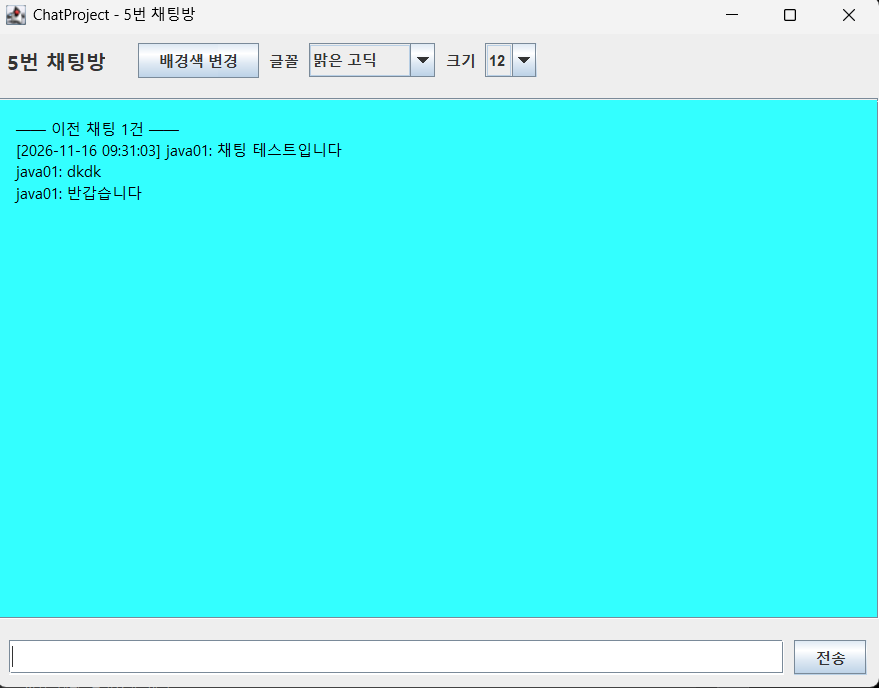 ChatProject - 5번 채팅방
5번 채팅방 배경색 변경 글꼴 맑은 고딕 크기 12
—— 이전 채팅 1건 ——
[2026-11-16 09:31:03] java01: 채팅 테스트입니다
java01: dkdk
java01: 반갑습니다
전송